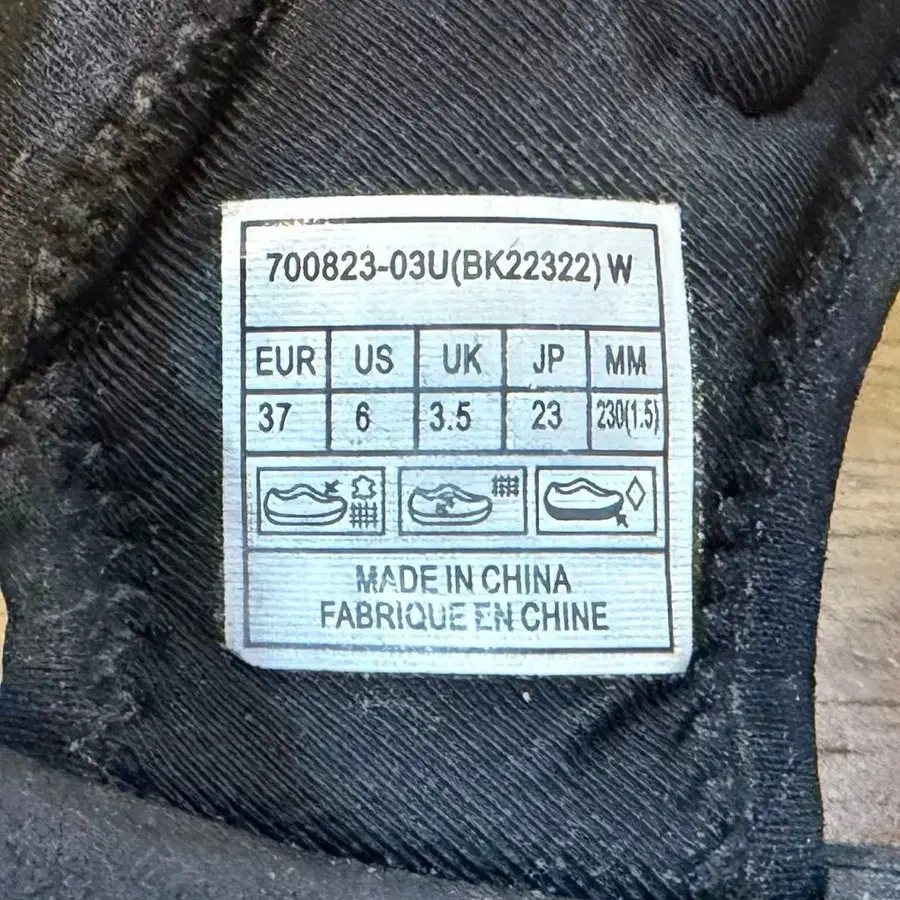 700823-03U(BK22322) W
EUR US UK JP MM
37 6 3.5 23 230(1.5)
MADE IN CHINA
FABRIQUE EN CHINE